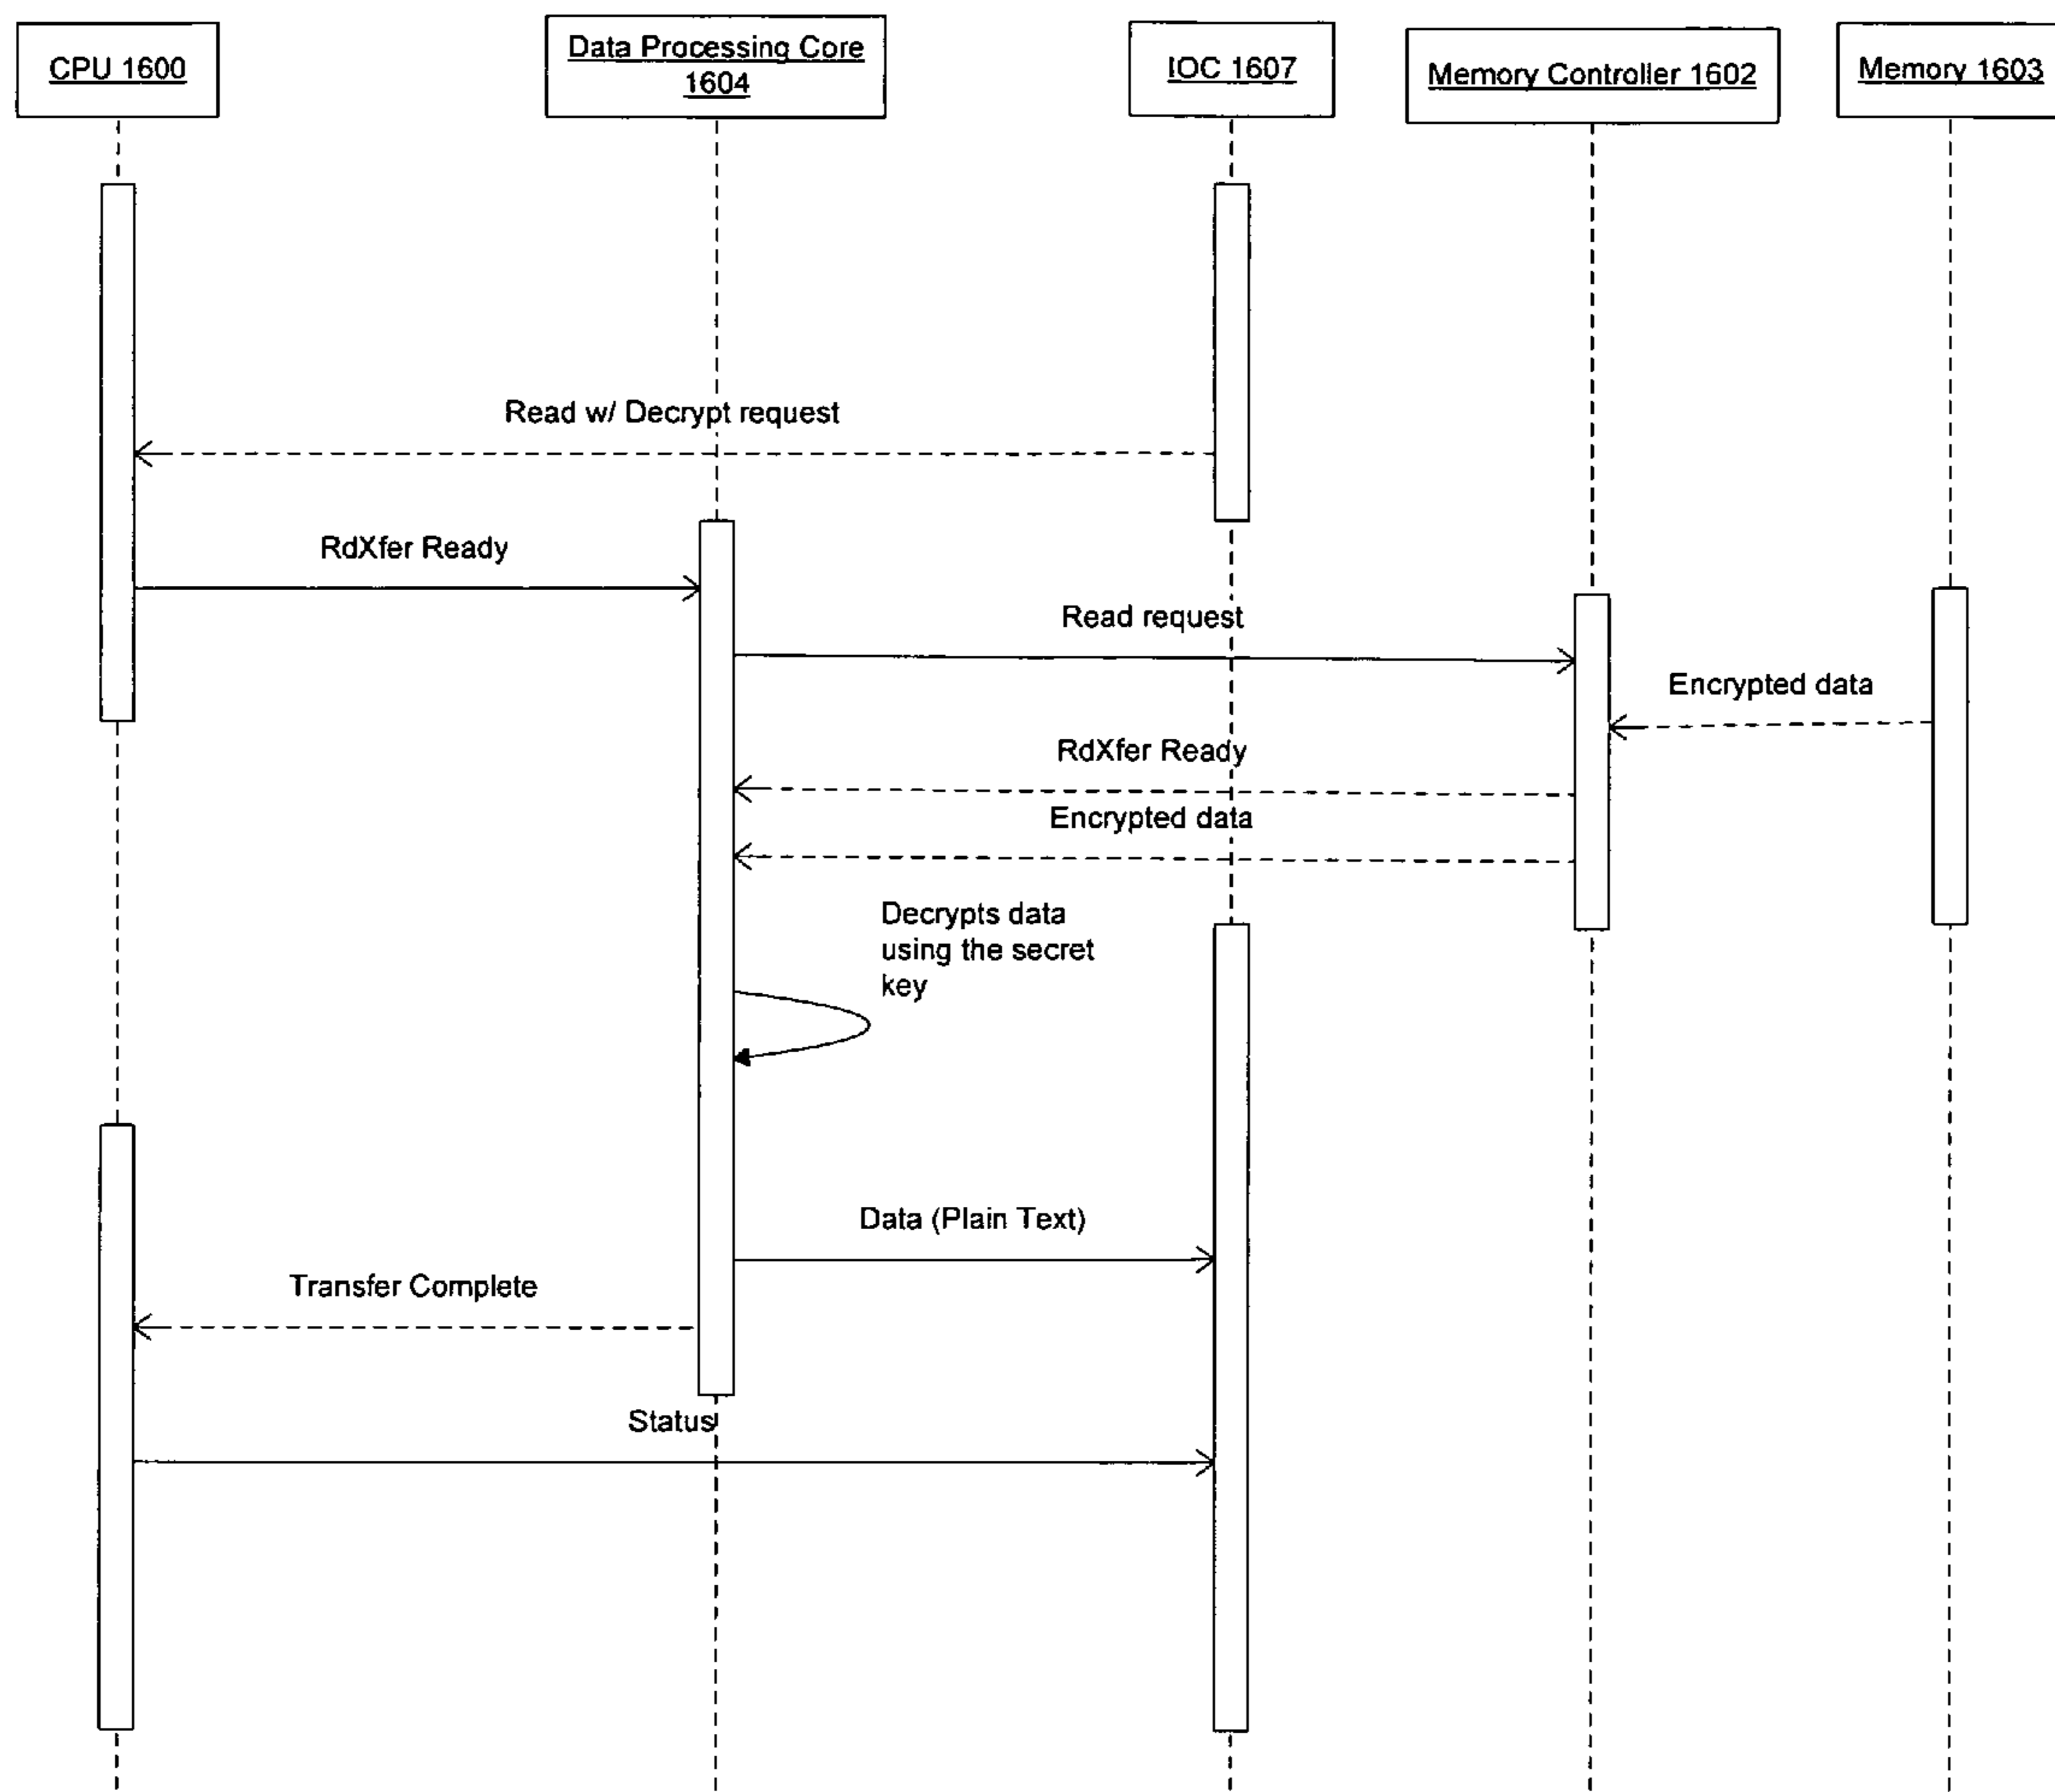 CPU 1600
Data Processing Core
1604
IOC 1607
Memory Controller 1602
Memory 1603
Read w/ Decrypt request
RdXfer Ready
Read request
Encrypted data
RdXfer Ready
Encrypted data
Decrypts data
using the secret
key
Data (Plain Text)
Transfer Complete
Status